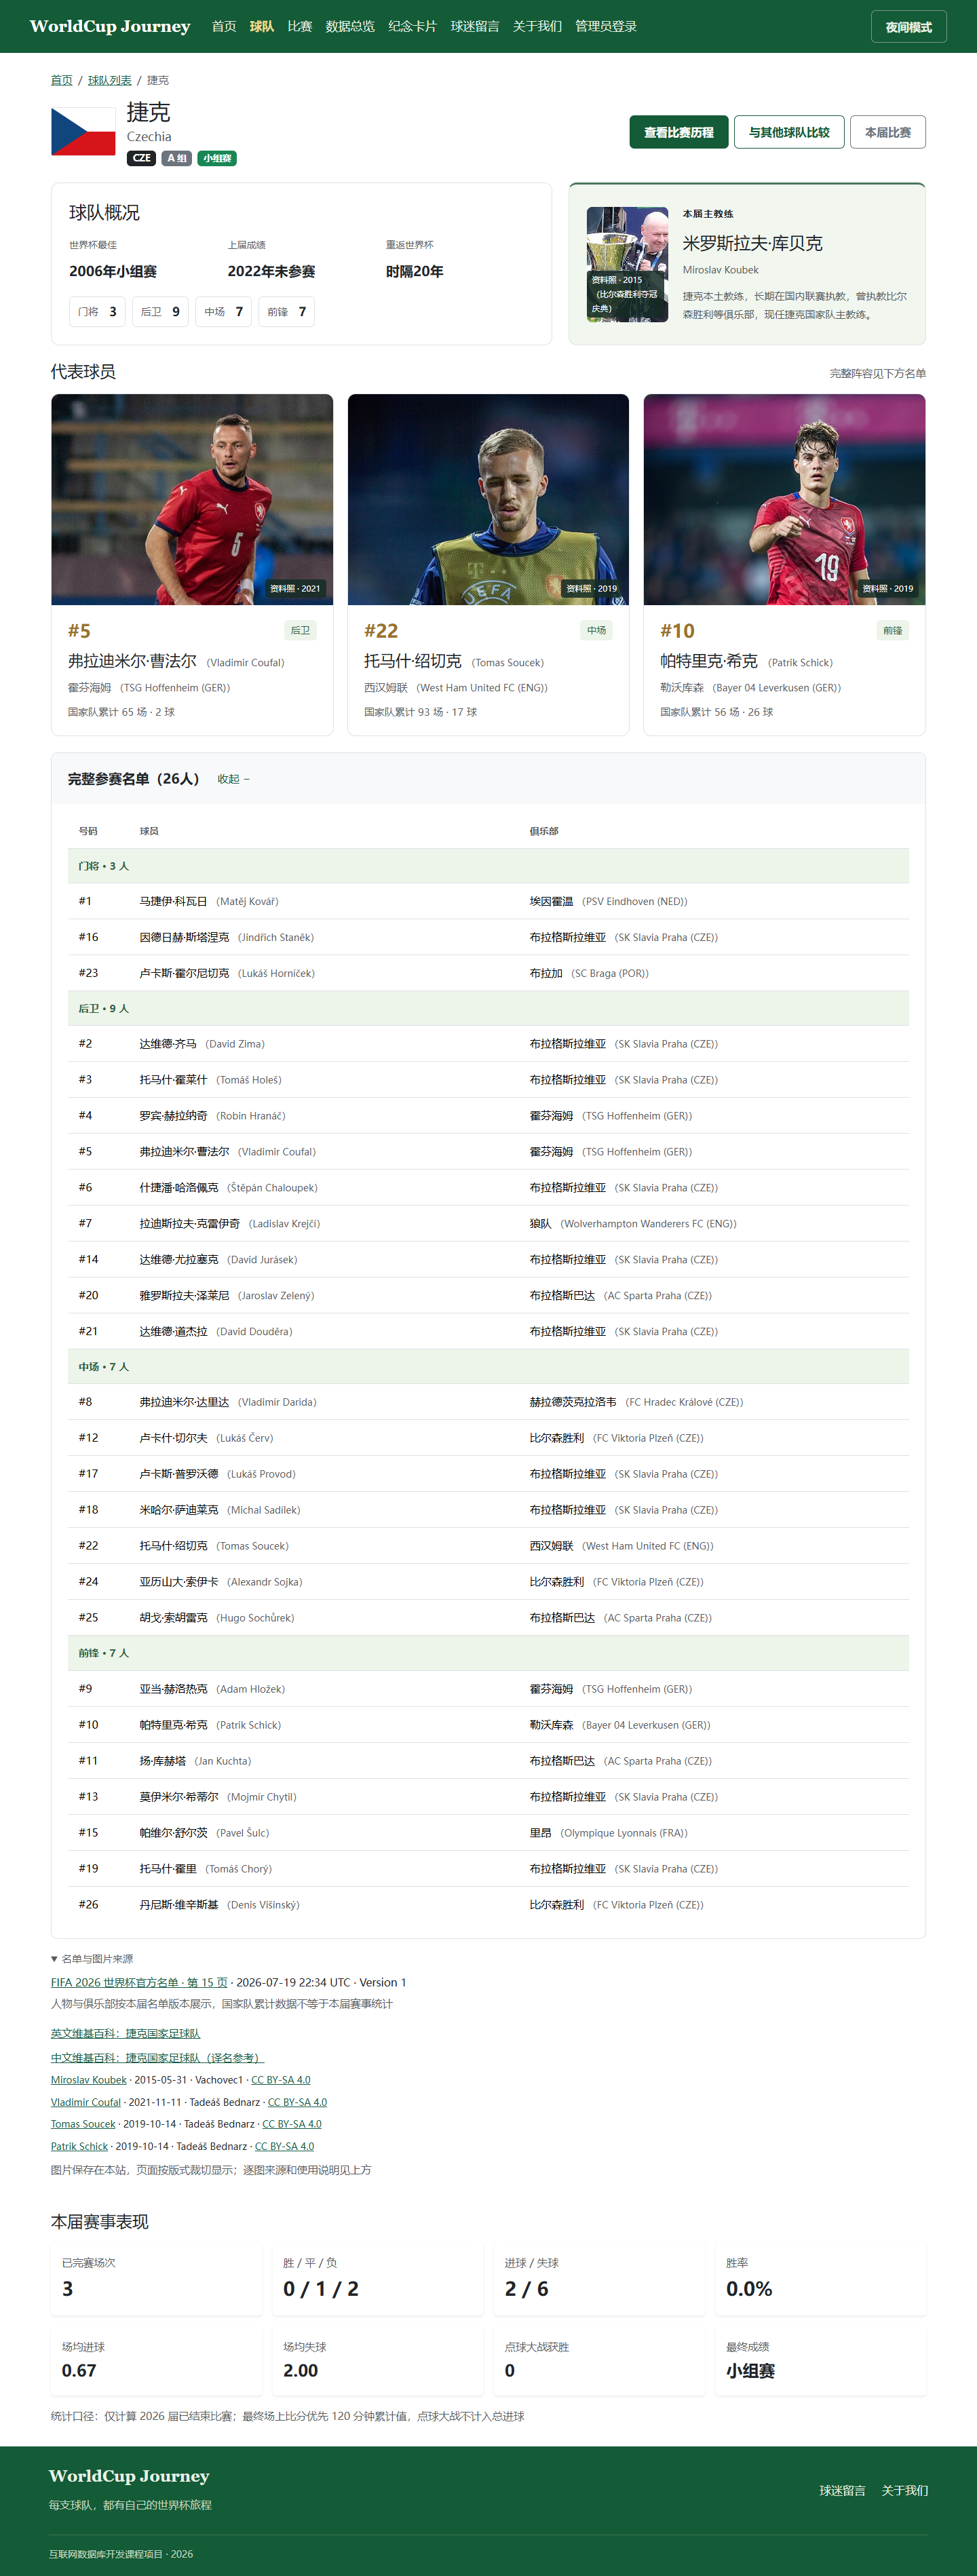 WorldCup Journey 首页 球队 比赛 数据总览 纪念卡片 球迷留言 关于我们 管理员登录 夜间模式
首页 / 球队列表 / 捷克
捷克
Czechia
CZE A 组 小组赛
查看比赛历程 与其他球队比较 本届比赛
球队概况
世界杯最佳 上届成绩 重返世界杯
2006年小组赛 2022年未参赛 时隔20年
门将 3 后卫 9 中场 7 前锋 7
资料照 · 2015
（比尔森胜利夺冠
庆典）
本届主教练
米罗斯拉夫·库贝克
Miroslav Koubek
捷克本土教练，长期在国内联赛执教，曾执教比尔
森胜利等俱乐部，现任捷克国家队主教练。
代表球员 完整阵容见下方名单
5
资料照 · 2021
#5 后卫
弗拉迪米尔·曹法尔 （Vladimir Coufal）
霍芬海姆 （TSG Hoffenheim (GER)）
国家队累计 65 场 · 2 球
UEFA
资料照 · 2019
#22 中场
托马什·绍切克 （Tomas Soucek）
西汉姆联 （West Ham United FC (ENG)）
国家队累计 93 场 · 17 球
19
资料照 · 2019
#10 前锋
帕特里克·希克 （Patrik Schick）
勒沃库森 （Bayer 04 Leverkusen (GER)）
国家队累计 56 场 · 26 球
完整参赛名单（26人） 收起 −
号码 球员 俱乐部
门将 • 3 人
#1 马捷伊·科瓦日 （Matěj Kovář） 埃因霍温 （PSV Eindhoven (NED)）
#16 因德日赫·斯塔涅克 （Jindřich Staněk） 布拉格斯拉维亚 （SK Slavia Praha (CZE)）
#23 卢卡斯·霍尔尼切克 （Lukáš Horníček） 布拉加 （SC Braga (POR)）
后卫 • 9 人
#2 达维德·齐马 （David Zima） 布拉格斯拉维亚 （SK Slavia Praha (CZE)）
#3 托马什·霍莱什 （Tomáš Holeš） 布拉格斯拉维亚 （SK Slavia Praha (CZE)）
#4 罗宾·赫拉纳奇 （Robin Hranáč） 霍芬海姆 （TSG Hoffenheim (GER)）
#5 弗拉迪米尔·曹法尔 （Vladimír Coufal） 霍芬海姆 （TSG Hoffenheim (GER)）
#6 什捷潘·哈洛佩克 （Štěpán Chaloupek） 布拉格斯拉维亚 （SK Slavia Praha (CZE)）
#7 拉迪斯拉夫·克雷伊奇 （Ladislav Krejčí） 狼队 （Wolverhampton Wanderers FC (ENG)）
#14 达维德·尤拉塞克 （David Jurásek） 布拉格斯拉维亚 （SK Slavia Praha (CZE)）
#20 雅罗斯拉夫·泽莱尼 （Jaroslav Zelený） 布拉格斯巴达 （AC Sparta Praha (CZE)）
#21 达维德·道杰拉 （David Douděra） 布拉格斯拉维亚 （SK Slavia Praha (CZE)）
中场 • 7 人
#8 弗拉迪米尔·达里达 （Vladimír Darida） 赫拉德茨克拉洛韦 （FC Hradec Králové (CZE)）
#12 卢卡什·切尔夫 （Lukáš Červ） 比尔森胜利 （FC Viktoria Plzeň (CZE)）
#17 卢卡斯·普罗沃德 （Lukáš Provod） 布拉格斯拉维亚 （SK Slavia Praha (CZE)）
#18 米哈尔·萨迪莱克 （Michal Sadílek） 布拉格斯拉维亚 （SK Slavia Praha (CZE)）
#22 托马什·绍切克 （Tomas Soucek） 西汉姆联 （West Ham United FC (ENG)）
#24 亚历山大·索伊卡 （Alexandr Sojka） 比尔森胜利 （FC Viktoria Plzeň (CZE)）
#25 胡戈·索胡雷克 （Hugo Sochůrek） 布拉格斯巴达 （AC Sparta Praha (CZE)）
前锋 • 7 人
#9 亚当·赫洛热克 （Adam Hložek） 霍芬海姆 （TSG Hoffenheim (GER)）
#10 帕特里克·希克 （Patrik Schick） 勒沃库森 （Bayer 04 Leverkusen (GER)）
#11 扬·库赫塔 （Jan Kuchta） 布拉格斯巴达 （AC Sparta Praha (CZE)）
#13 莫伊米尔·希蒂尔 （Mojmír Chytil） 布拉格斯拉维亚 （SK Slavia Praha (CZE)）
#15 帕维尔·舒尔茨 （Pavel Šulc） 里昂 （Olympique Lyonnais (FRA)）
#19 托马什·霍里 （Tomáš Chorý） 布拉格斯拉维亚 （SK Slavia Praha (CZE)）
#26 丹尼斯·维辛斯基 （Denis Višinský） 比尔森胜利 （FC Viktoria Plzeň (CZE)）
▼ 名单与图片来源
FIFA 2026 世界杯官方名单 · 第 15 页 · 2026-07-19 22:34 UTC · Version 1
人物与俱乐部按本届名单版本展示，国家队累计数据不等于本届赛事统计
英文维基百科：捷克国家足球队
中文维基百科：捷克国家足球队（译名参考）
Miroslav Koubek · 2015-05-31 · Vachovec1 · CC BY-SA 4.0
Vladimir Coufal · 2021-11-11 · Tadeáš Bednarz · CC BY-SA 4.0
Tomas Soucek · 2019-10-14 · Tadeáš Bednarz · CC BY-SA 4.0
Patrik Schick · 2019-10-14 · Tadeáš Bednarz · CC BY-SA 4.0
图片保存在本站，页面按版式裁切显示；逐图来源和使用说明见上方
本届赛事表现
已完赛场次 胜 / 平 / 负 进球 / 失球 胜率
3 0 / 1 / 2 2 / 6 0.0%
场均进球 场均失球 点球大战获胜 最终成绩
0.67 2.00 0 小组赛
统计口径：仅计算 2026 届已结束比赛；最终场上比分优先 120 分钟累计值，点球大战不计入总进球
WorldCup Journey
每支球队，都有自己的世界杯旅程
球迷留言 关于我们
互联网数据库开发课程项目 · 2026